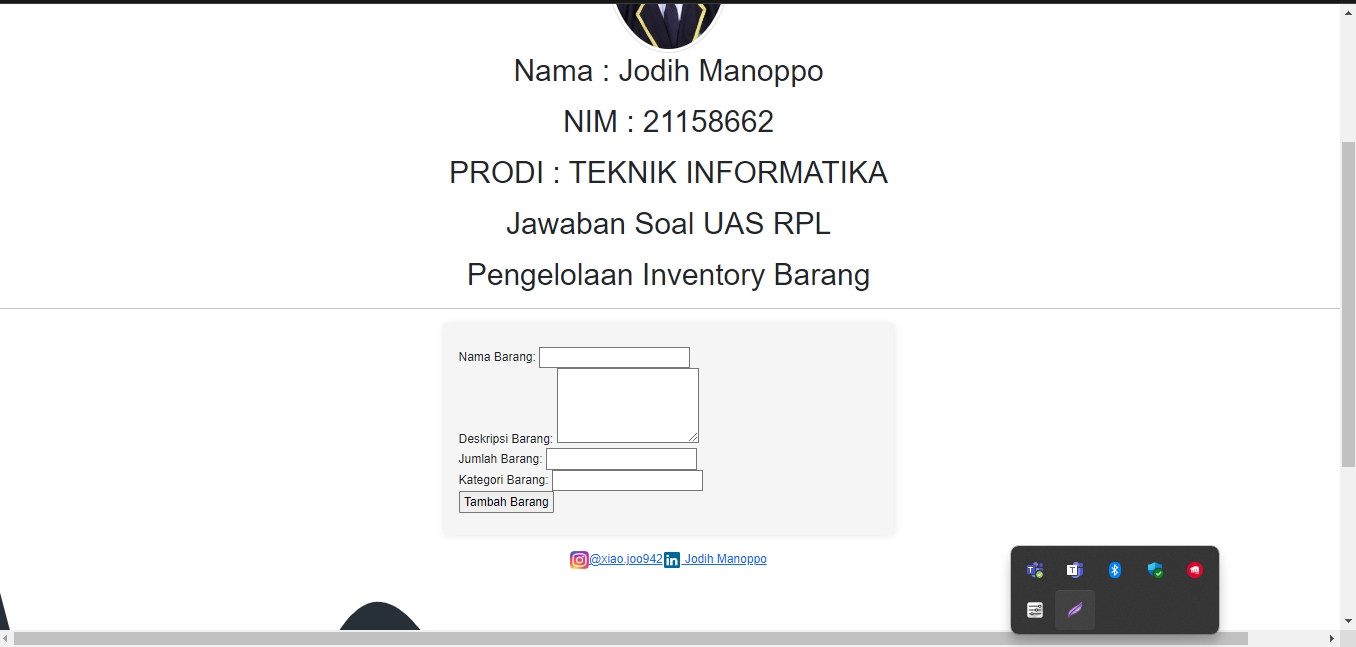 Nama : Jodih Manoppo
NIM : 21158662
PRODI : TEKNIK INFORMATIKA
Jawaban Soal UAS RPL
Pengelolaan Inventory Barang
Nama Barang:
Deskripsi Barang:
Jumlah Barang:
Kategori Barang:
Tambah Barang
@xiao.joo942 in Jodih Manoppo